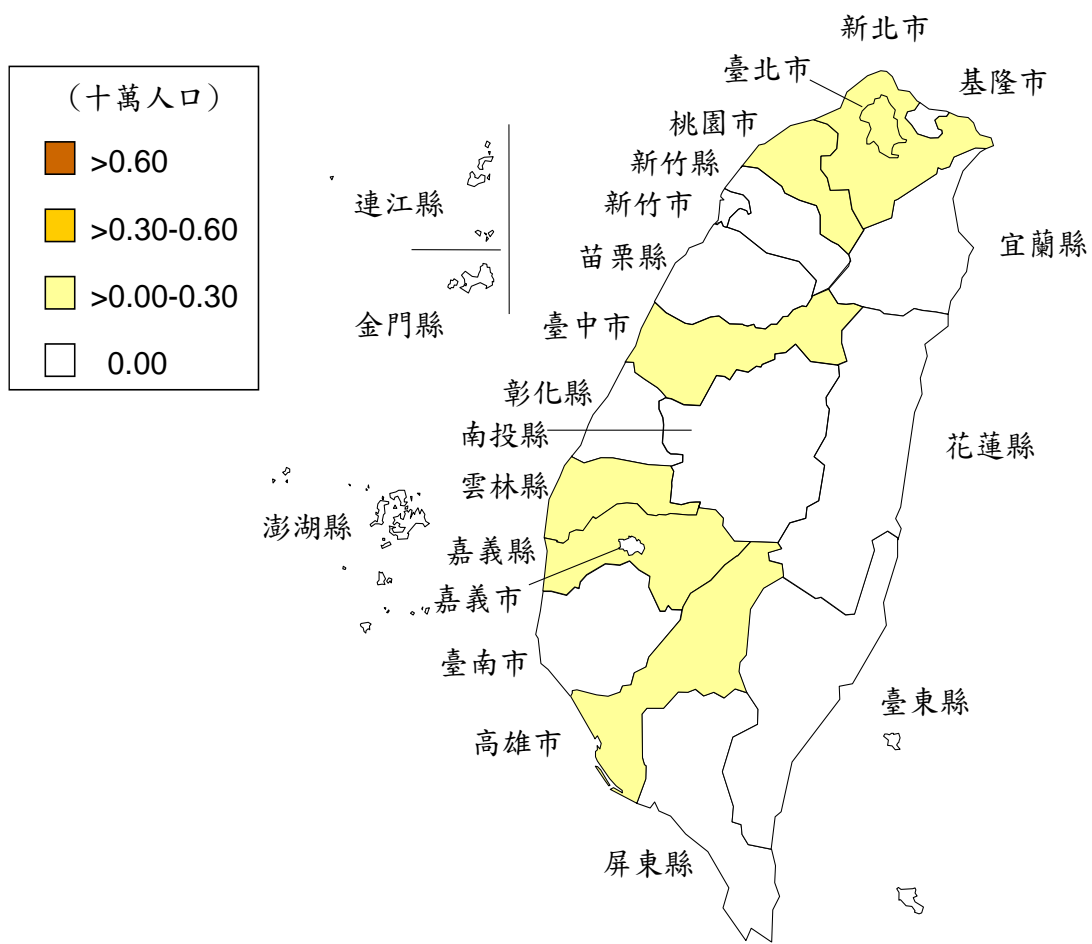 （十萬人口）
>0.60
>0.30-0.60
>0.00-0.30
0.00
新北市
臺北市
基隆市
桃園市
新竹縣
新竹市
連江縣
苗栗縣
宜蘭縣
金門縣
臺中市
彰化縣
南投縣
花蓮縣
雲林縣
澎湖縣
嘉義縣
嘉義市
臺南市
臺東縣
高雄市
屏東縣